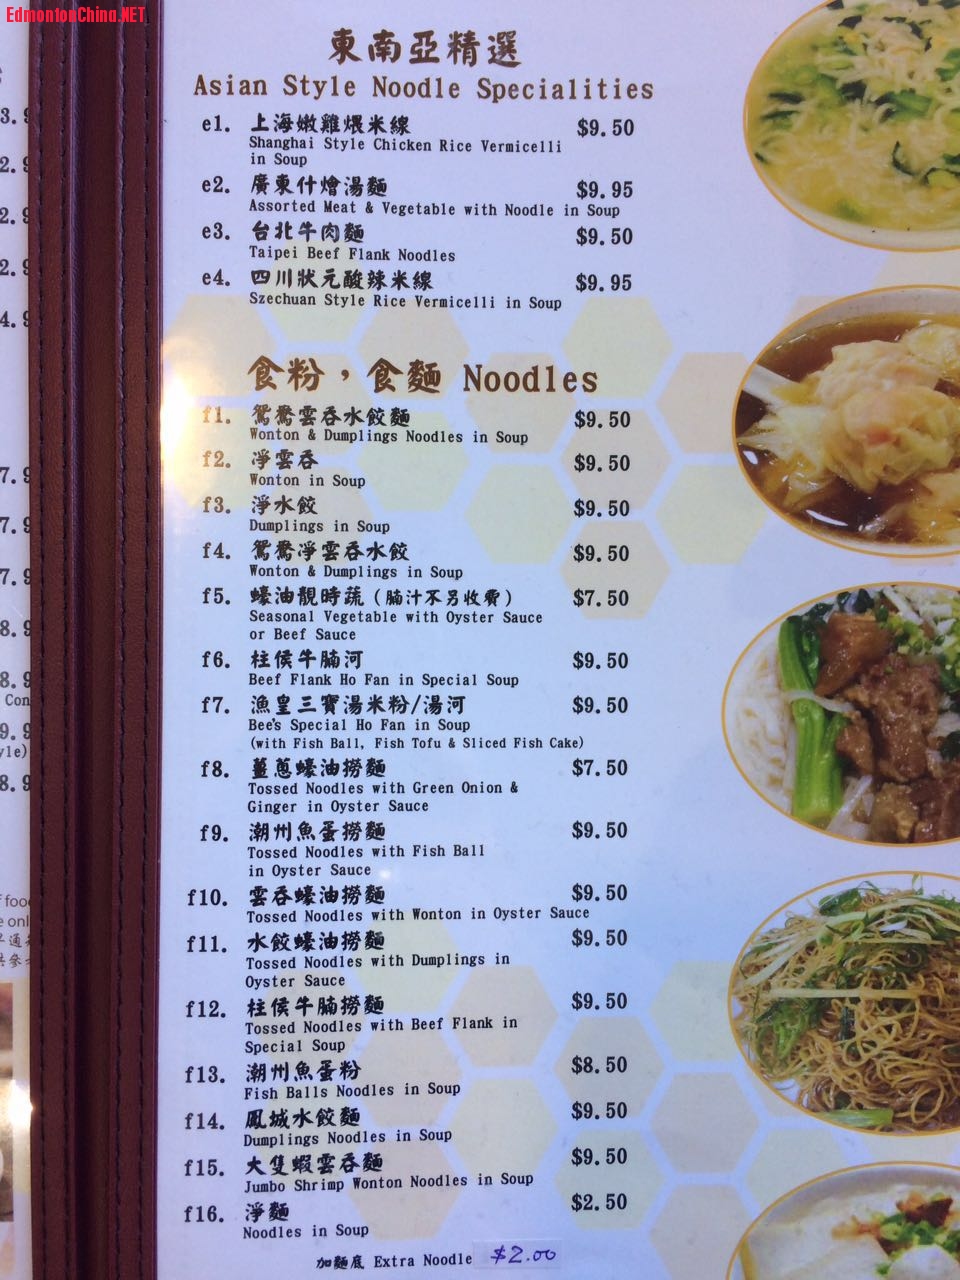 EdmontonChina.NET
東南亞精選
Asian Style Noodle Specialities
e1. 上海嫩雞煨米線 $9.50
Shanghai Style Chicken Rice Vermicelli
in Soup
e2. 廣東什燴湯麵 $9.95
Assorted Meat & Vegetable with Noodle in Soup
e3. 台北牛肉麵 $9.50
Taipei Beef Flank Noodles
e4. 四川狀元酸辣米線 $9.95
Szechuan Style Rice Vermicelli in Soup
食粉，食麵 Noodles
f1. 鴛鴦雲吞水餃麵 $9.50
Wonton & Dumplings Noodles in Soup
f2. 淨雲吞 $9.50
Wonton in Soup
f3. 淨水餃 $9.50
Dumplings in Soup
f4. 鴛鴦淨雲吞水餃 $9.50
Wonton & Dumplings in Soup
f5. 蠔油靚時蔬（腩汁不另收費） $7.50
Seasonal Vegetable with Oyster Sauce
or Beef Sauce
f6. 柱侯牛腩河 $9.50
Beef Flank Ho Fan in Special Soup
f7. 漁皇三寶湯米粉/湯河 $9.50
Bee's Special Ho Fan in Soup
(with Fish Ball, Fish Tofu & Sliced Fish Cake)
f8. 薑蔥蠔油撈麵 $7.50
Tossed Noodles with Green Onion &
Ginger in Oyster Sauce
f9. 潮州魚蛋撈麵 $9.50
Tossed Noodles with Fish Ball
in Oyster Sauce
f10. 雲吞蠔油撈麵 $9.50
Tossed Noodles with Wonton in Oyster Sauce
f11. 水餃蠔油撈麵 $9.50
Tossed Noodles with Dumplings in
Oyster Sauce
f12. 柱侯牛腩撈麵 $9.50
Tossed Noodles with Beef Flank in
Special Soup
f13. 潮州魚蛋粉 $8.50
Fish Balls Noodles in Soup
f14. 鳳城水餃麵 $9.50
Dumplings Noodles in Soup
f15. 大隻蝦雲吞麵 $9.50
Jumbo Shrimp Wonton Noodles in Soup
f16. 淨麵 $2.50
Noodles in Soup
加麵底 Extra Noodle $2.00